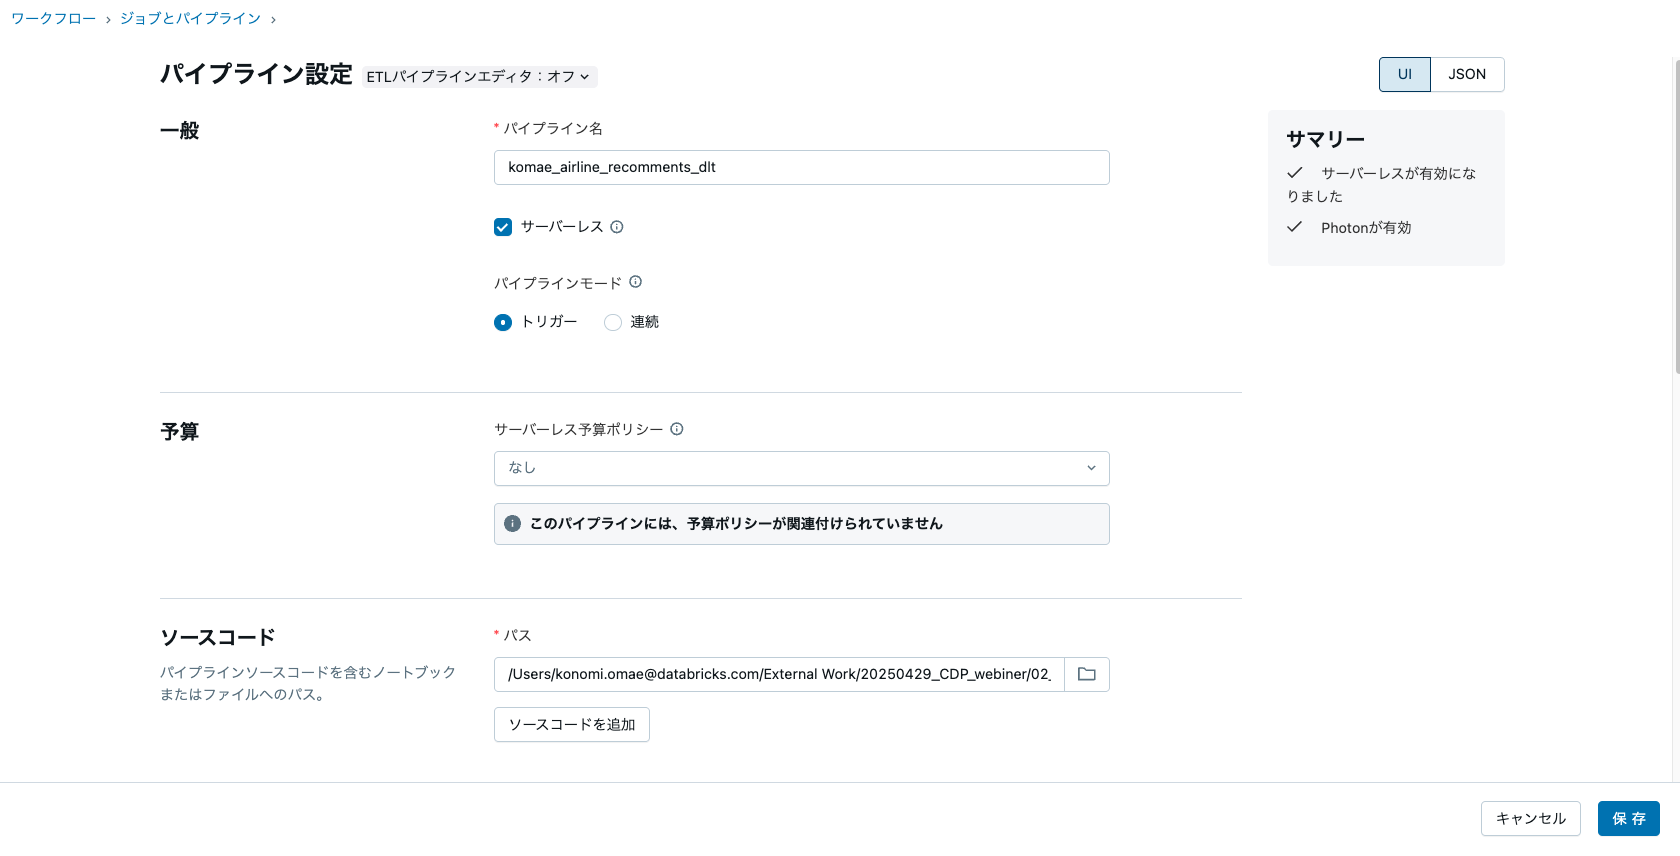 ワークフロー › ジョブとパイプライン ›
パイプライン設定 ETLパイプラインエディタ：オフ
UI JSON
一般
* パイプライン名
komae_airline_recomments_dlt
サーバーレス
パイプラインモード
トリガー 連続
サマリー
サーバーレスが有効にな
りました
Photonが有効
予算
サーバーレス予算ポリシー
なし
このパイプラインには、予算ポリシーが関連付けられていません
ソースコード
パイプラインソースコードを含むノートブック
またはファイルへのパス。
* パス
/Users/konomi.omae@databricks.com/External Work/20250429_CDP_webiner/02_
ソースコードを追加
キャンセル 保存